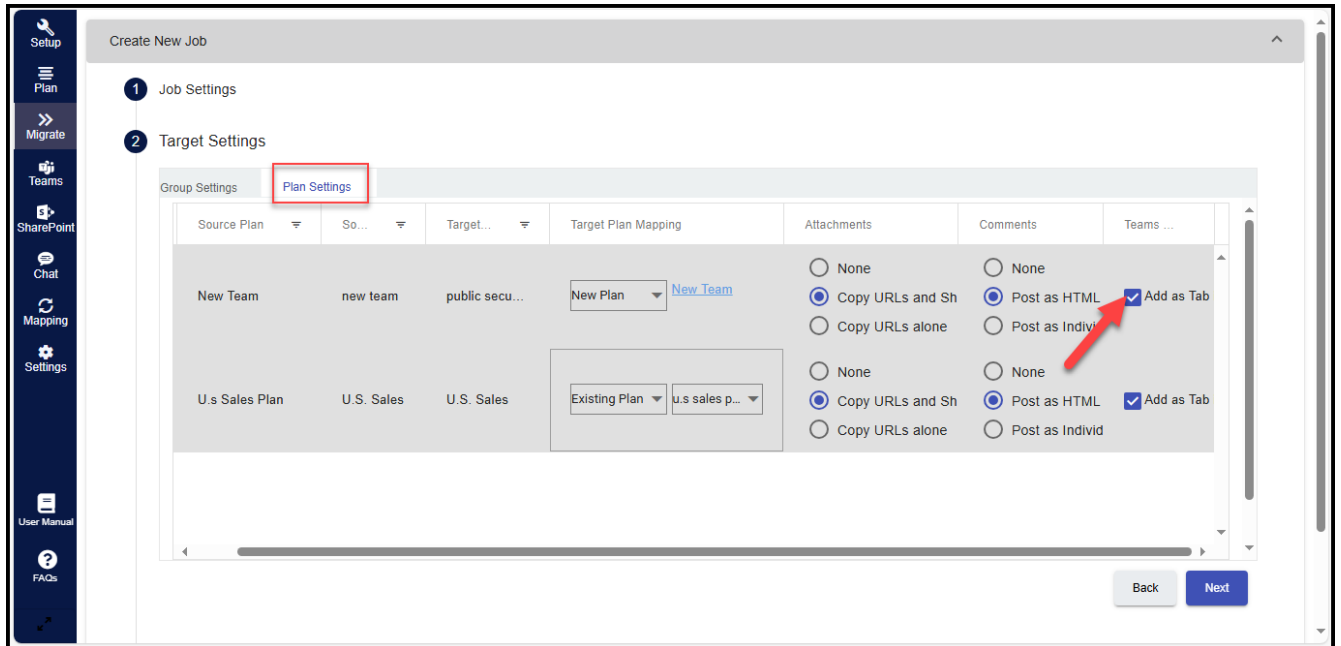 Setup
Plan
Migrate
Teams
SharePoint
Chat
Mapping
Settings
User Manual
FAQs
Create New Job
1 Job Settings
2 Target Settings
Group Settings Plan Settings
Source Plan So... Target... Target Plan Mapping Attachments Comments Teams ...
None None
New Team new team public secu... New Plan New Team Copy URLs and Sh Post as HTML Add as Tab
Copy URLs alone Post as Indivi
None None
U.s Sales Plan U.S. Sales U.S. Sales Existing Plan u.s sales p... Copy URLs and Sh Post as HTML Add as Tab
Copy URLs alone Post as Individ
Back Next